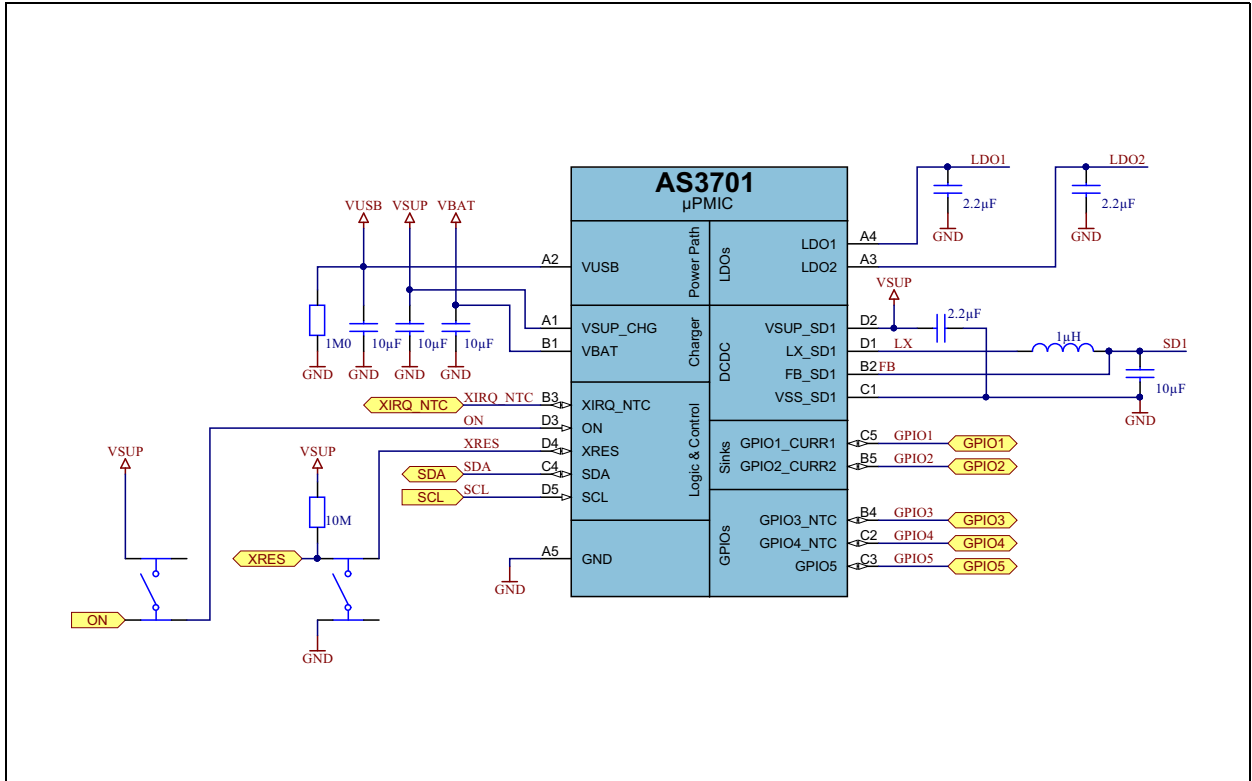 AS3701
µPMIC
VUSB
VSUP
VBAT
1M0
10µF
10µF
10µF
GND
GND
GND
GND
A2
VUSB
Power Path
A1
VSUP_CHG
B1
VBAT
Charger
XIRQ_NTC
XIRQ_NTC
B3
XIRQ_NTC
ON
D3
ON
XRES
D4
XRES
SDA
SDA
C4
SDA
SCL
SCL
D5
SCL
Logic & Control
A5
GND
GND
VSUP
ON
VSUP
10M
XRES
GND
LDOs
LDO1
A4
LDO2
A3
LDO1
2.2µF
GND
LDO2
2.2µF
GND
DCDC
VSUP
VSUP_SD1
D2
2.2µF
LX_SD1
D1
LX
1µH
SD1
FB_SD1
B2
FB
VSS_SD1
C1
10µF
GND
Sinks
GPIO1_CURR1
C5
GPIO1
GPIO1
GPIO2_CURR2
B5
GPIO2
GPIO2
GPIOs
GPIO3_NTC
B4
GPIO3
GPIO3
GPIO4_NTC
C2
GPIO4
GPIO4
GPIO5
C3
GPIO5
GPIO5